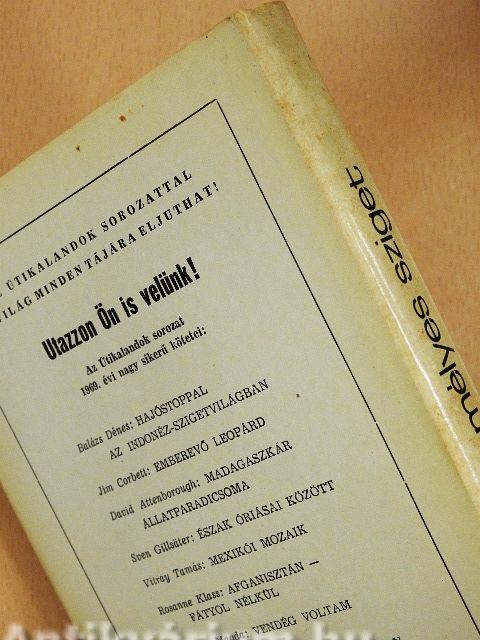 ÚTIKALANDOK SOROZATTAL
VILÁG MINDEN TÁJÁRA ELJUTHAT!
Utazzon Ön is velünk!
Az Útikalandok sorozat
1969. évi nagy sikerű kötetei:
Balázs Dénes: HAJÓSTOPPAL
AZ INDONÉZ-SZIGETVILÁGBAN
Jim Corbett: EMBEREVŐ LEOPÁRD
David Attenborough: MADAGASZKÁR
ÁLLATPARADICSOMA
Sven Gillsäter: ÉSZAK ÓRIÁSAI KÖZÖTT
Vitray Tamás: MEXIKÓI MOZAIK
Rosanne Klass: AFGANISZTÁN —
FÁTYOL NÉLKÜL
Magda: VENDÉG VOLTAM
mélyes sziget